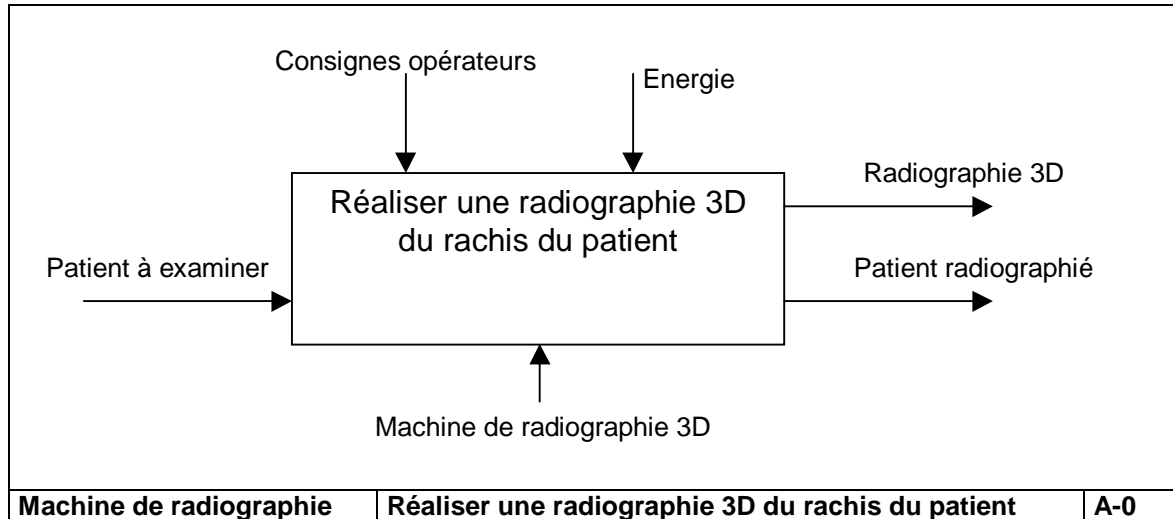 Consignes opérateurs
Energie
Réaliser une radiographie 3D
du rachis du patient
Radiographie 3D
Patient à examiner
Patient radiographié
Machine de radiographie 3D
Machine de radiographie Réaliser une radiographie 3D du rachis du patient A-0